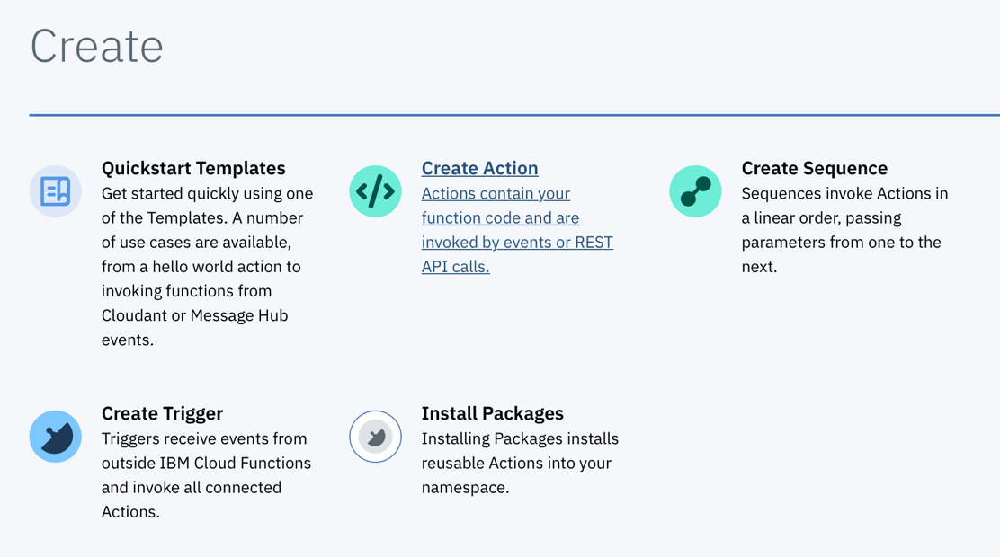 Create
Quickstart Templates
Get started quickly using one
of the Templates. A number
of use cases are available,
from a hello world action to
invoking functions from
Cloudant or Message Hub
events.
Create Action
Actions contain your
function code and are
invoked by events or REST
API calls.
Create Sequence
Sequences invoke Actions in
a linear order, passing
parameters from one to the
next.
Create Trigger
Triggers receive events from
outside IBM Cloud Functions
and invoke all connected
Actions.
Install Packages
Installing Packages installs
reusable Actions into your
namespace.